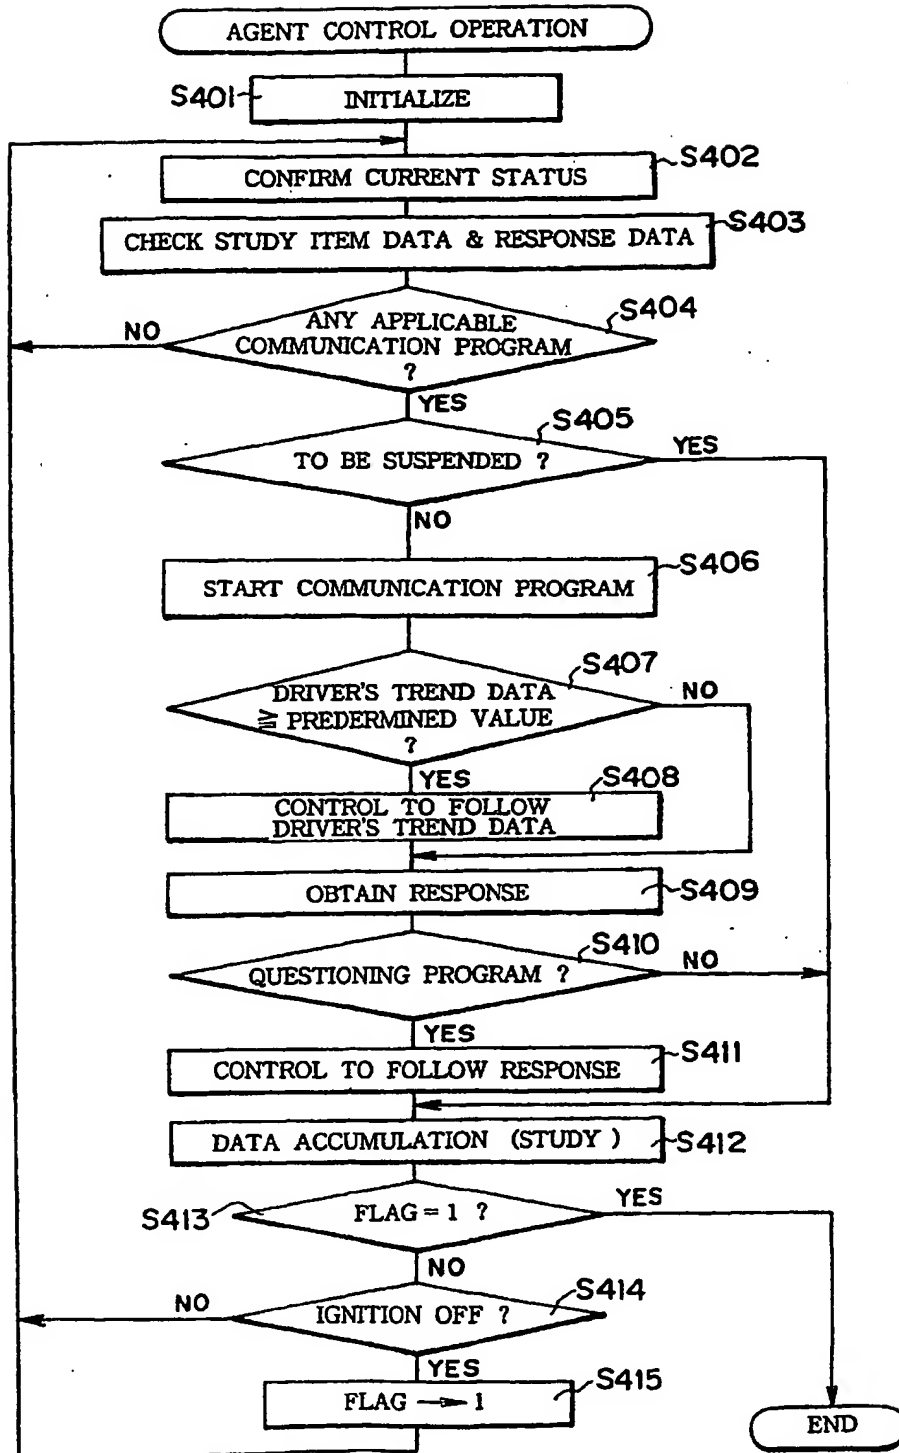 AGENT CONTROL OPERATION
S401
INITIALIZE
S402
CONFIRM CURRENT STATUS
S403
CHECK STUDY ITEM DATA & RESPONSE DATA
S404
NO
ANY APPLICABLE
COMMUNICATION PROGRAM
?
YES
S405
TO BE SUSPENDED ?
YES
NO
S406
START COMMUNICATION PROGRAM
S407
DRIVER'S TREND DATA
≧ PREDERMINED VALUE
?
NO
YES
S408
CONTROL TO FOLLOW
DRIVER'S TREND DATA
OBTAIN RESPONSE
S409
S410
QUESTIONING PROGRAM ?
NO
YES
CONTROL TO FOLLOW RESPONSE
S411
DATA ACCUMULATION (STUDY)
S412
S413
FLAG = 1 ?
YES
NO
S414
NO
IGNITION OFF ?
YES
S415
FLAG → 1
END